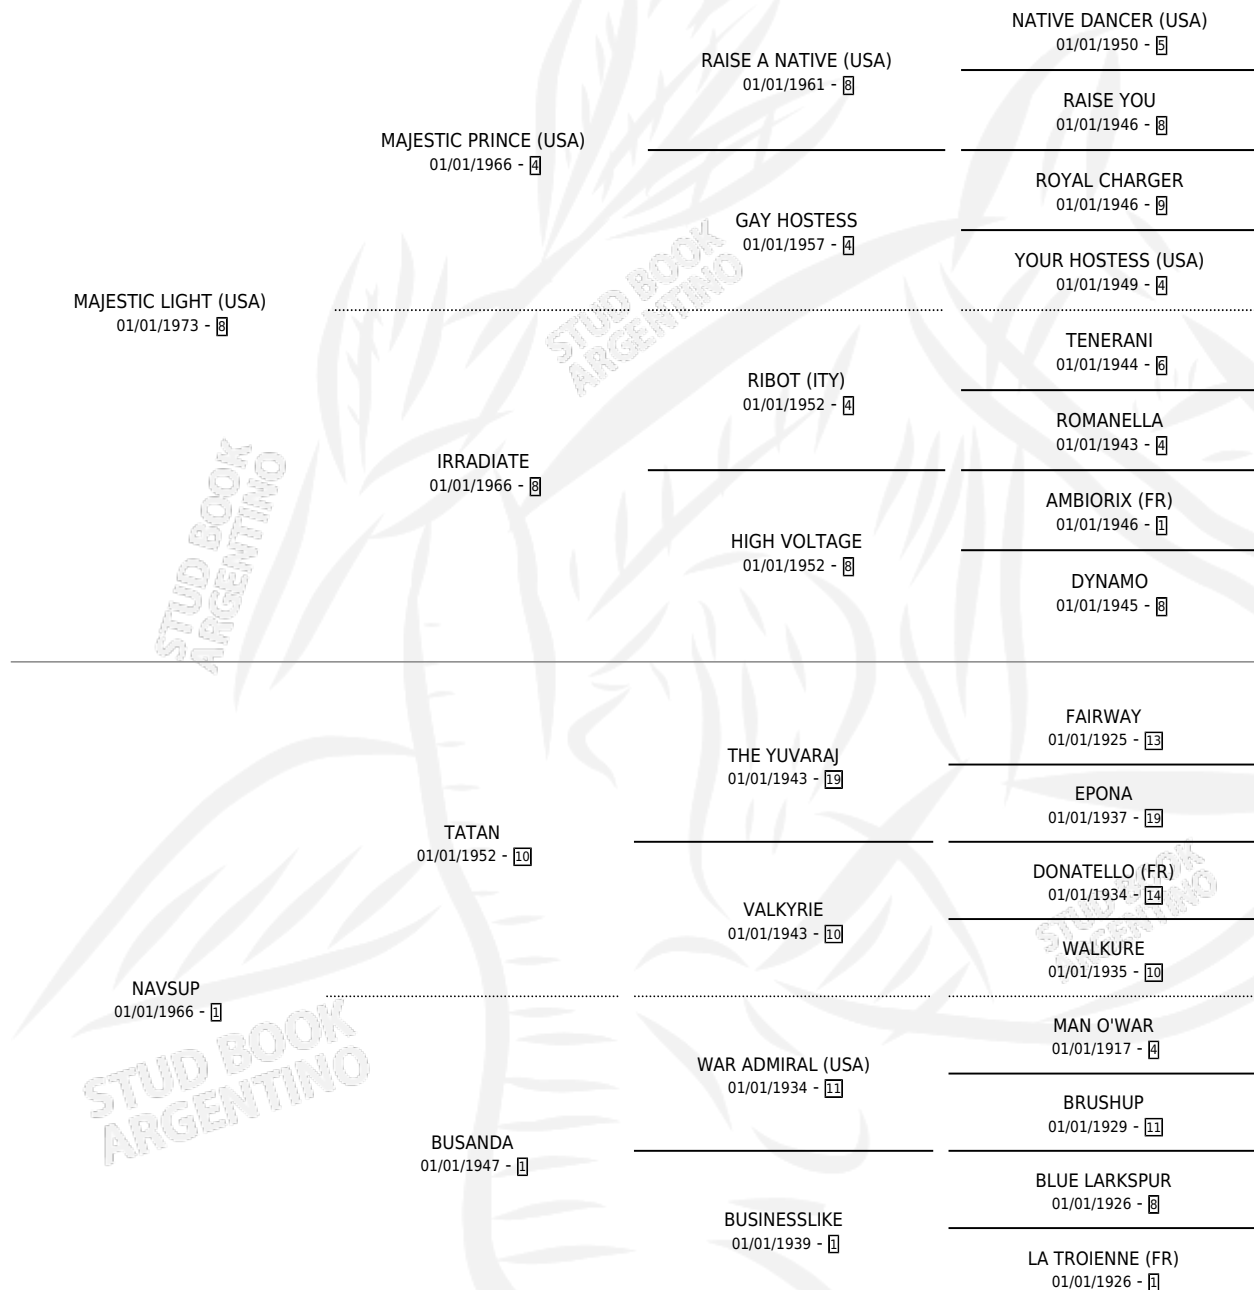 NATIVE DANCER (USA)
01/01/1950 - 5
RAISE A NATIVE (USA)
01/01/1961 - 8
RAISE YOU
01/01/1946 - 8
MAJESTIC PRINCE (USA)
01/01/1966 - 4
ROYAL CHARGER
01/01/1946 - 9
GAY HOSTESS
01/01/1957 - 4
YOUR HOSTESS (USA)
01/01/1949 - 4
MAJESTIC LIGHT (USA)
01/01/1973 - 8
TENERANI
01/01/1944 - 6
RIBOT (ITY)
01/01/1952 - 4
ROMANELLA
01/01/1943 - 4
IRRADIATE
01/01/1966 - 8
AMBIORIX (FR)
01/01/1946 - 1
HIGH VOLTAGE
01/01/1952 - 8
DYNAMO
01/01/1945 - 8
FAIRWAY
01/01/1925 - 13
THE YUVARAJ
01/01/1943 - 19
EPONA
01/01/1937 - 19
TATAN
01/01/1952 - 10
DONATELLO (FR)
01/01/1934 - 14
VALKYRIE
01/01/1943 - 10
WALKURE
01/01/1935 - 10
NAVSUP
01/01/1966 - 1
MAN O'WAR
01/01/1917 - 4
WAR ADMIRAL (USA)
01/01/1934 - 11
BRUSHUP
01/01/1929 - 11
BUSANDA
01/01/1947 - 1
BLUE LARKSPUR
01/01/1926 - 8
BUSINESSLIKE
01/01/1939 - 1
LA TROIENNE (FR)
01/01/1926 - 1
STUD BOOK
ARGENTINO
STUD BOOK
ARGENTINO
STUD BOOK
ARGENTINO
STUD BOOK
ARGENTINO